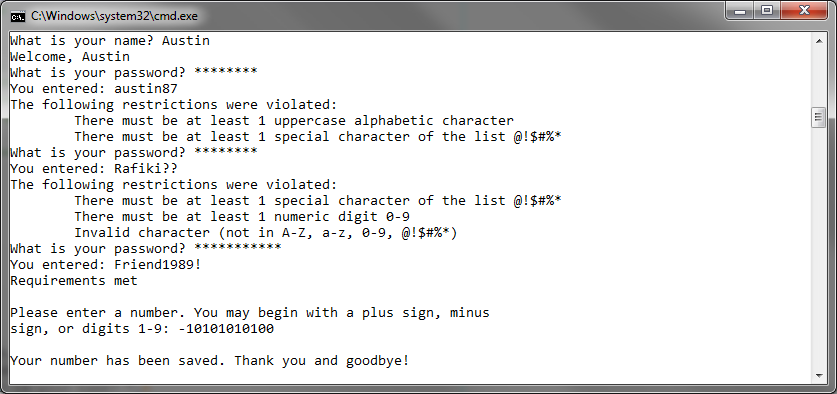 C:\Windows\system32\cmd.exe
What is your name? Austin
Welcome, Austin
What is your password? ********
You entered: austin87
The following restrictions were violated:
        There must be at least 1 uppercase alphabetic character
        There must be at least 1 special character of the list @!$#%*
What is your password? ********
You entered: Rafiki??
The following restrictions were violated:
        There must be at least 1 special character of the list @!$#%*
        There must be at least 1 numeric digit 0-9
        Invalid character (not in A-Z, a-z, 0-9, @!$#%*)
What is your password? ***********
You entered: Friend1989!
Requirements met

Please enter a number. You may begin with a plus sign, minus
sign, or digits 1-9: -10101010100

Your number has been saved. Thank you and goodbye!